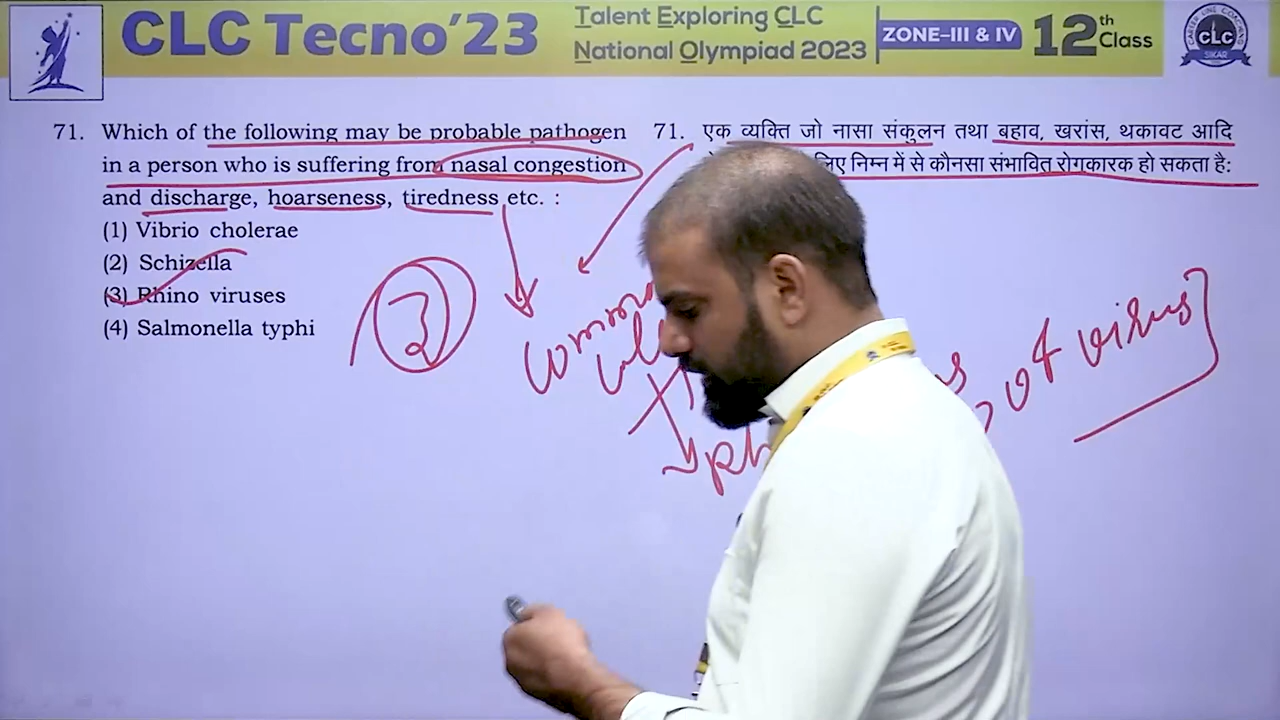 CLC Tecno'23
Talent Exploring CLC
National Olympiad 2023
ZONE–III & IV
12th Class
CLC
SIKAR
71. Which of the following may be probable pathogen
in a person who is suffering from nasal congestion
and discharge, hoarseness, tiredness etc. :
(1) Vibrio cholerae
(2) Schizella
(3) Rhino viruses
(4) Salmonella typhi
71. एक व्यक्ति जो नासा संकुलन तथा बहाव, खरांस, थकावट आदि
लिए निम्न में से कौनसा संभावित रोगकारक हो सकता है:
3
of virus